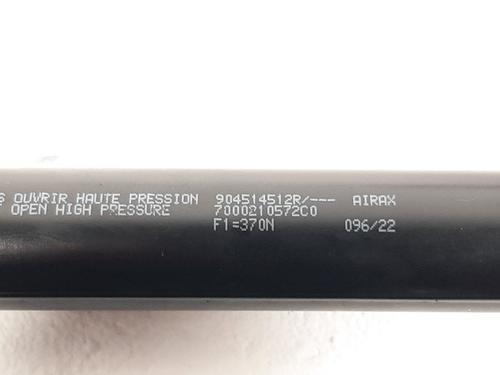 OUVRIR HAUTE PRESSION 904514512R/--- AIRAX
OPEN HIGH PRESSURE 7000210572C0
F1=370N 096/22